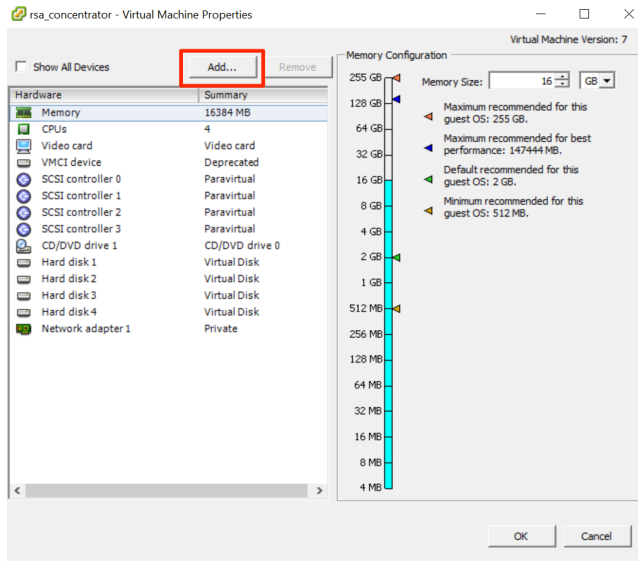 rsa_concentrator - Virtual Machine Properties
Virtual Machine Version: 7
Show All Devices
Add...
Remove
Hardware Summary
Memory 16384 MB
CPUs 4
Video card Video card
VMCI device Deprecated
SCSI controller 0 Paravirtual
SCSI controller 1 Paravirtual
SCSI controller 2 Paravirtual
SCSI controller 3 Paravirtual
CD/DVD drive 1 CD/DVD drive 0
Hard disk 1 Virtual Disk
Hard disk 2 Virtual Disk
Hard disk 3 Virtual Disk
Hard disk 4 Virtual Disk
Network adapter 1 Private
Memory Configuration
255 GB
128 GB
64 GB
32 GB
16 GB
8 GB
4 GB
2 GB
1 GB
512 MB
256 MB
128 MB
64 MB
32 MB
16 MB
8 MB
4 MB
Memory Size: 16 GB
Maximum recommended for this
guest OS: 255 GB.
Maximum recommended for best
performance: 147444 MB.
Default recommended for this
guest OS: 2 GB.
Minimum recommended for this
guest OS: 512 MB.
OK
Cancel